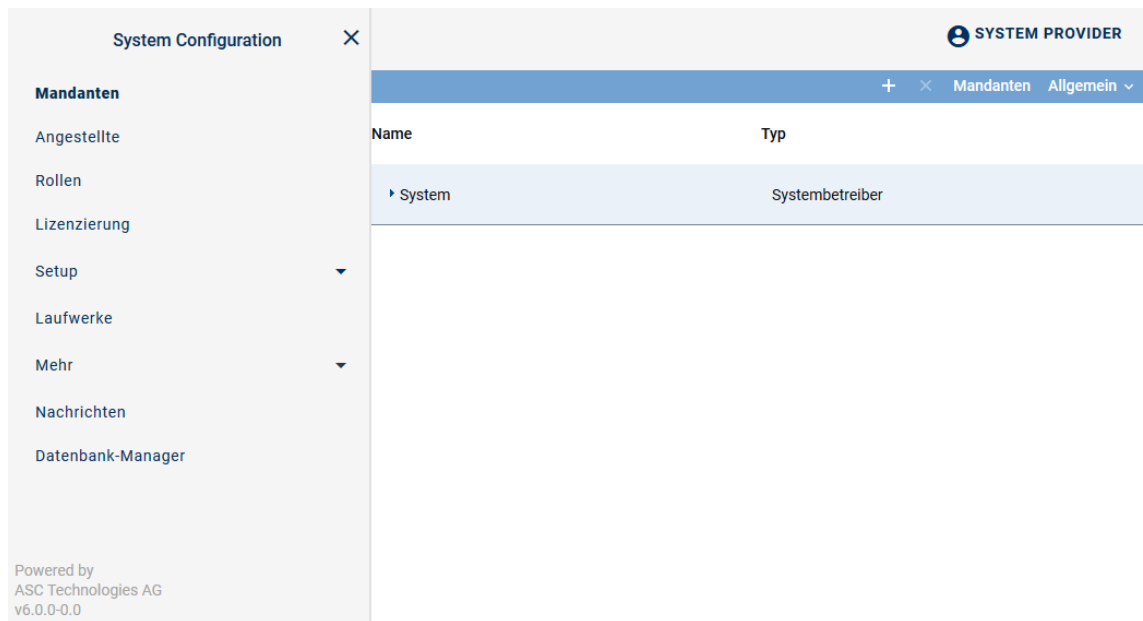 System Configuration
SYSTEM PROVIDER
Mandanten
Angestellte
Rollen
Lizenzierung
Setup
Laufwerke
Mehr
Nachrichten
Datenbank-Manager
Powered by
ASC Technologies AG
v6.0.0-0.0
Mandanten Allgemein
Name Typ
System Systembetreiber